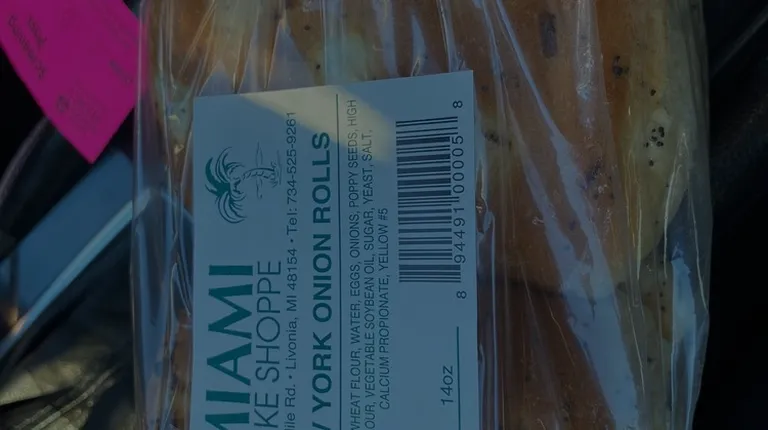 MIAMI
KE SHOPPE
ile Rd. • Livonia, MI 48154 • Tel: 734-525-9261
YORK ONION ROLLS
WHEAT FLOUR, WATER, EGGS, ONIONS, POPPY SEEDS, HIGH
OUR, VEGETABLE SOYBEAN OIL, SUGAR, YEAST, SALT,
CALCIUM PROPIONATE, YELLOW #5
14oz
8 94491 00005 8